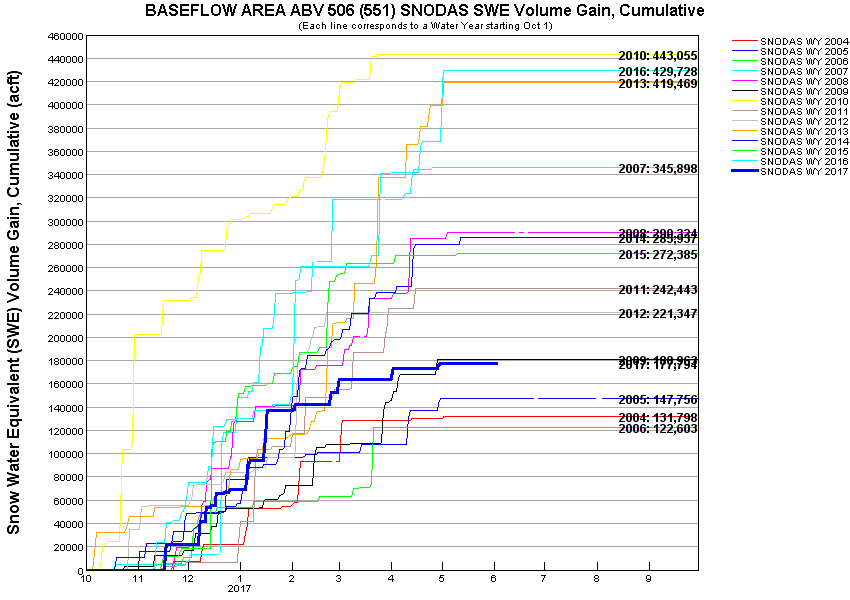 BASEFLOW AREA ABV 506 (551) SNODAS SWE Volume Gain, Cumulative
(Each line corresponds to a Water Year starting Oct 1)
Snow Water Equivalent (SWE) Volume Gain, Cumulative (acft)
460000
440000
420000
400000
380000
360000
340000
320000
300000
280000
260000
240000
220000
200000
180000
160000
140000
120000
100000
80000
60000
40000
20000
0
2010: 443,055
2016: 429,728
2013: 419,469
2007: 345,898
2008: 290,324
2014: 285,937
2015: 272,385
2011: 242,443
2012: 221,347
2009: 180,963
2017: 177,794
2005: 147,756
2004: 131,798
2006: 122,603
10 11 12 1 2 3 4 5 6 7 8 9
2017
SNODAS WY 2004
SNODAS WY 2005
SNODAS WY 2006
SNODAS WY 2007
SNODAS WY 2008
SNODAS WY 2009
SNODAS WY 2010
SNODAS WY 2011
SNODAS WY 2012
SNODAS WY 2013
SNODAS WY 2014
SNODAS WY 2015
SNODAS WY 2016
SNODAS WY 2017